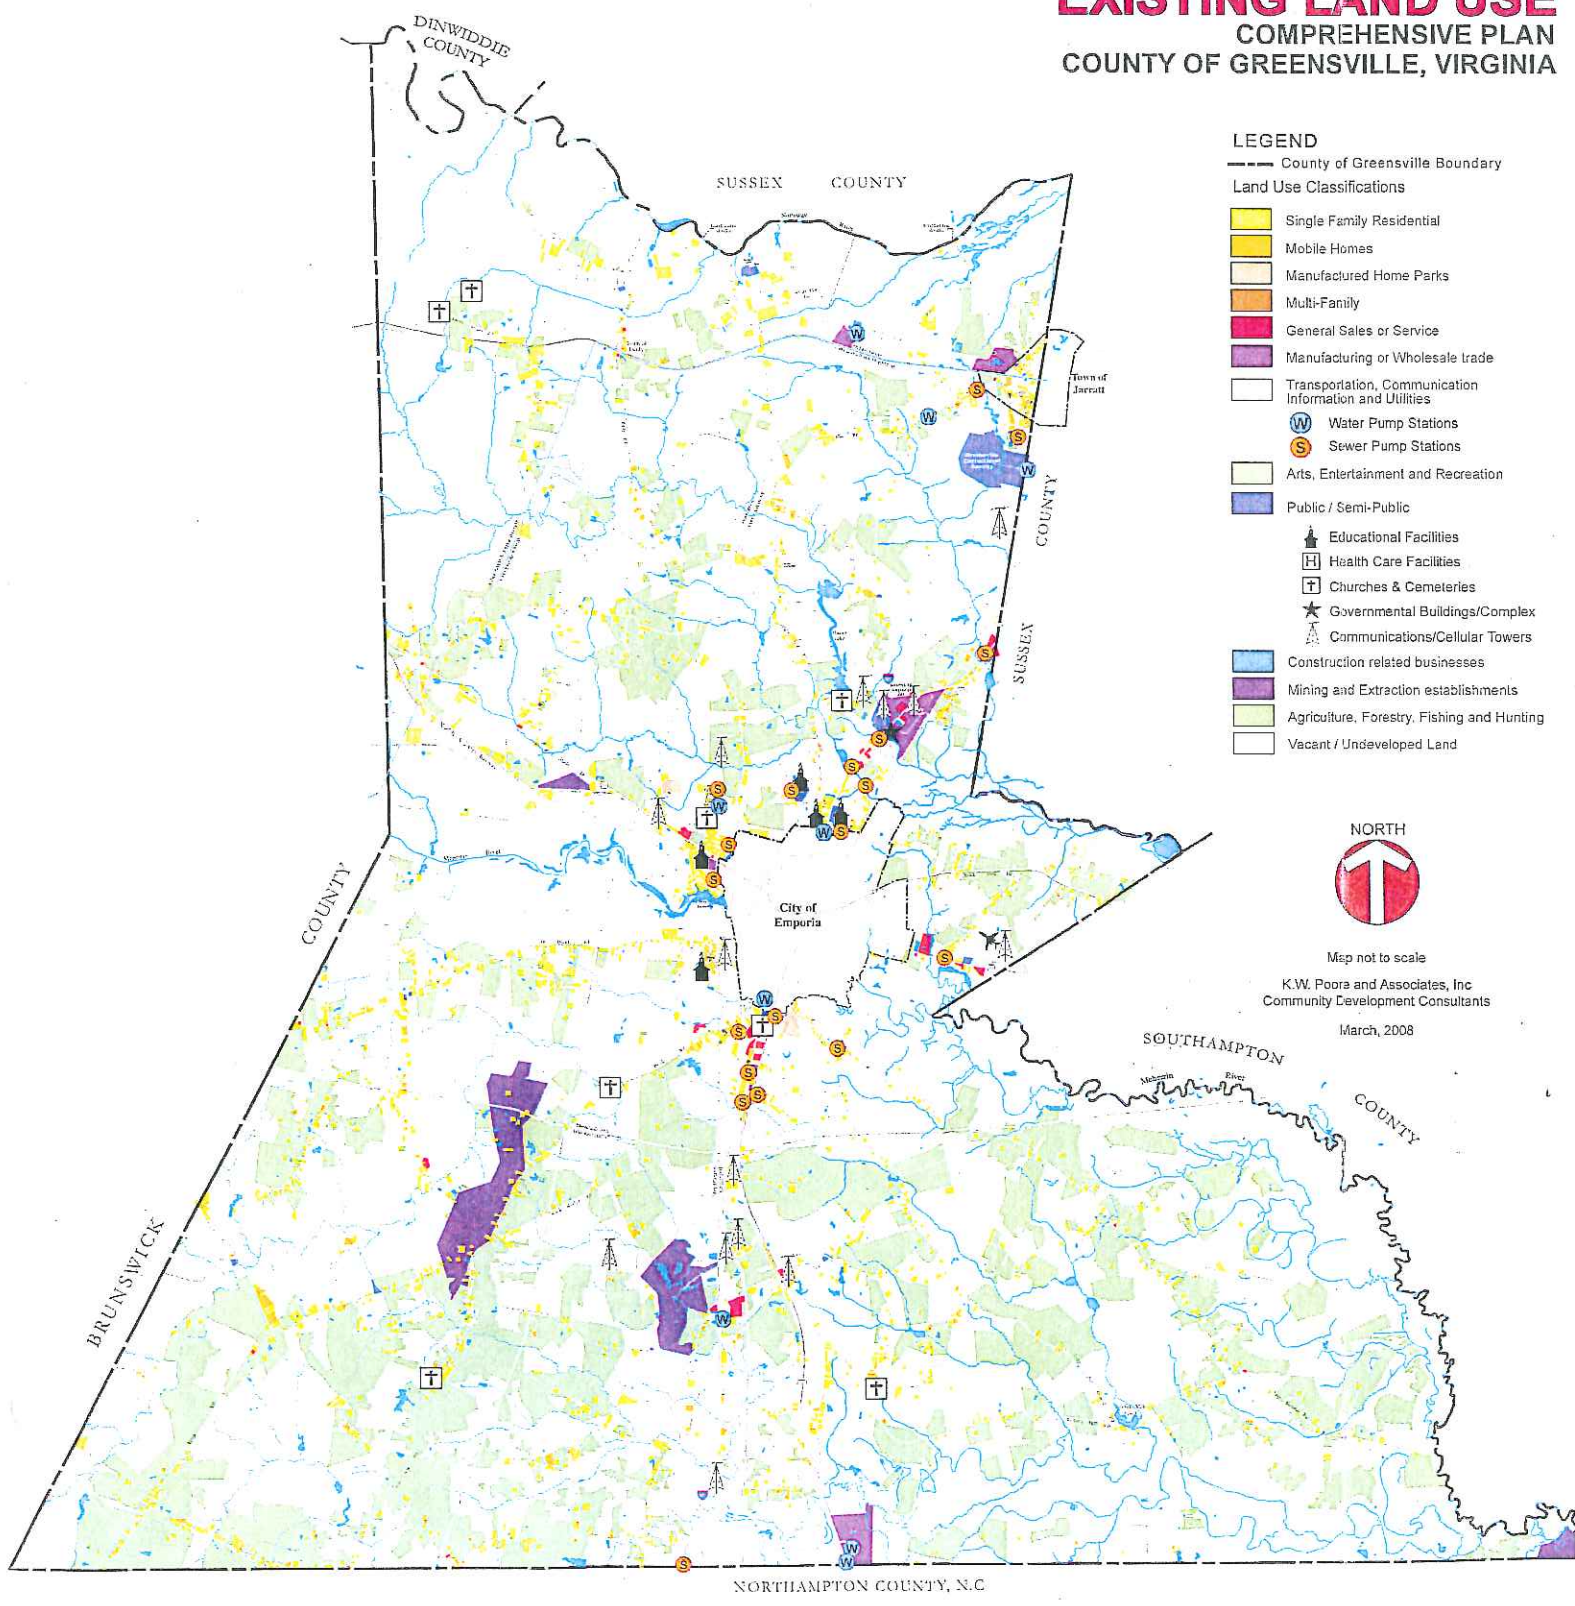 EXISTING LAND USE
COMPREHENSIVE PLAN
COUNTY OF GREENSVILLE, VIRGINIA
DINWIDDIE
COUNTY
SUSSEX COUNTY
LEGEND
County of Greensville Boundary
Land Use Classifications
Single Family Residential
Mobile Homes
Manufactured Home Parks
Multi-Family
General Sales or Service
Manufacturing or Wholesale trade
Transportation, Communication
Information and Utilities
W Water Pump Stations
S Sewer Pump Stations
Arts, Entertainment and Recreation
Public / Semi-Public
Educational Facilities
H Health Care Facilities
Churches & Cemeteries
Governmental Buildings/Complex
Communications/Cellular Towers
Construction related businesses
Mining and Extraction establishments
Agriculture, Forestry, Fishing and Hunting
Vacant / Undeveloped Land
Town of
Jarratt
COUNTY
SUSSEX
NORTH
City of
Emporia
Map not to scale
K.W. Poore and Associates, Inc
Community Development Consultants
March, 2008
COUNTY
BRUNSWICK
SOUTHAMPTON
COUNTY
Meherrin River
NORTHAMPTON COUNTY, N.C